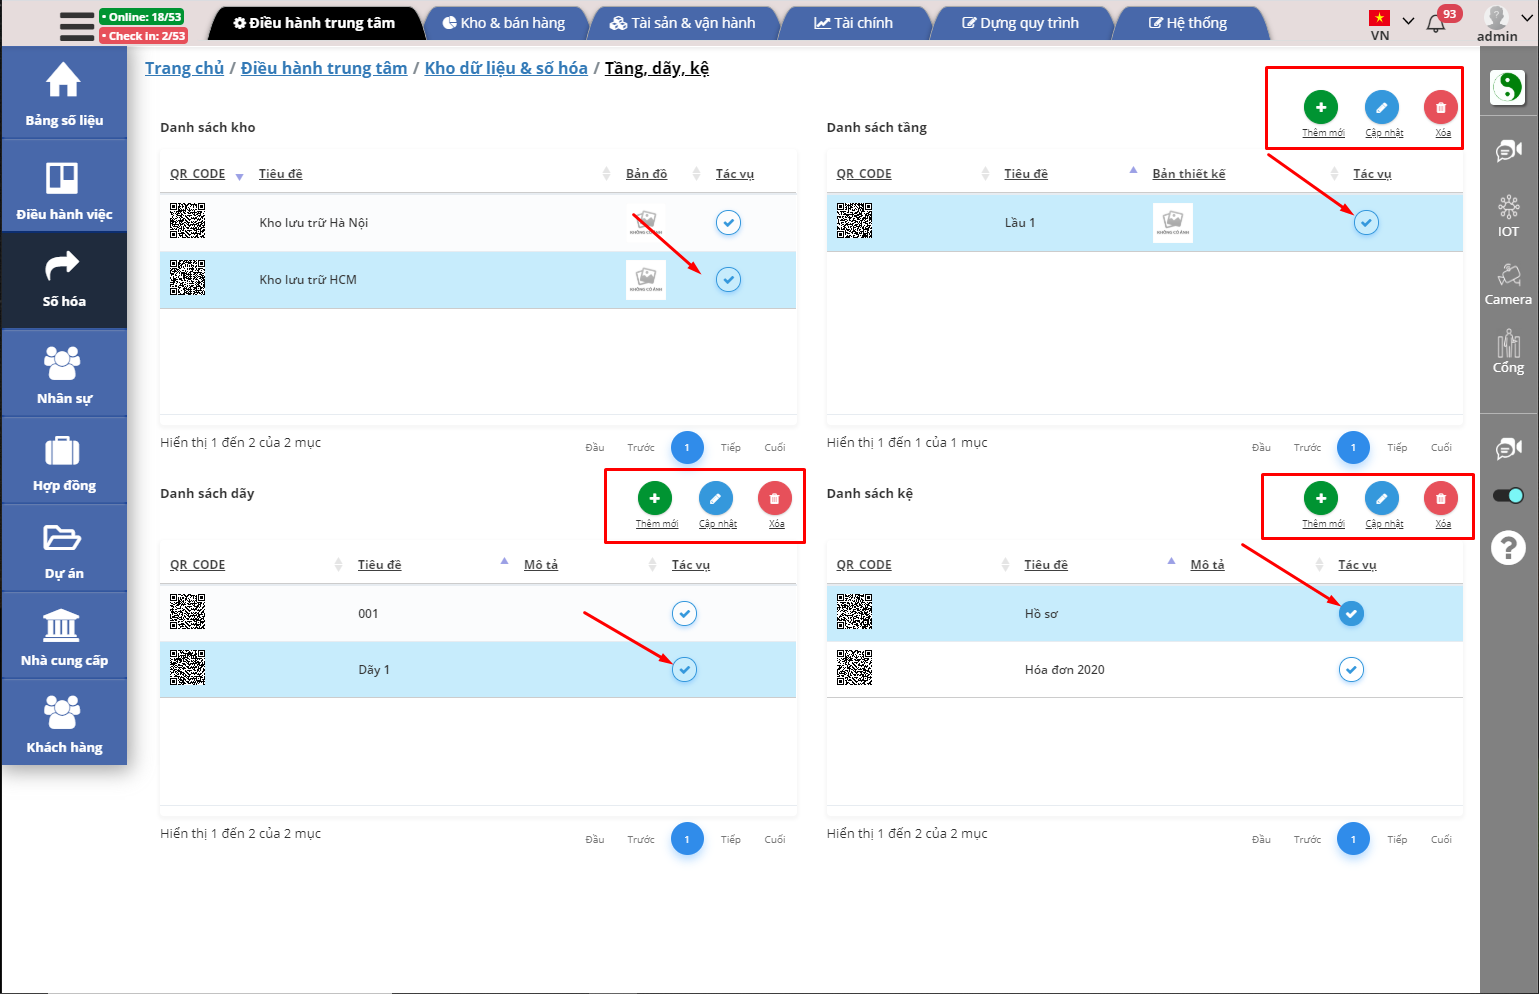 • Online: 18/53
• Check in: 2/53
Điều hành trung tâm
Kho & bán hàng
Tài sản & vận hành
Tài chính
Dựng quy trình
Hệ thống
VN
93
admin
Bảng số liệu
Điều hành việc
Số hóa
Nhân sự
Hợp đồng
Dự án
Nhà cung cấp
Khách hàng
Trang chủ / Điều hành trung tâm / Kho dữ liệu & số hóa / Tầng, dãy, kệ
Danh sách kho
QR CODE Tiêu đề Bản đồ Tác vụ
Kho lưu trữ Hà Nội
KHÔNG CÓ ẢNH
Kho lưu trữ HCM
KHÔNG CÓ ẢNH
Hiển thị 1 đến 2 của 2 mục
Đầu Trước 1 Tiếp Cuối
Danh sách tầng
Thêm mới Cập nhật Xóa
QR CODE Tiêu đề Bản thiết kế Tác vụ
Lầu 1
KHÔNG CÓ ẢNH
Hiển thị 1 đến 1 của 1 mục
Đầu Trước 1 Tiếp Cuối
Danh sách dãy
Thêm mới Cập nhật Xóa
QR CODE Tiêu đề Mô tả Tác vụ
001
Dãy 1
Hiển thị 1 đến 2 của 2 mục
Đầu Trước 1 Tiếp Cuối
Danh sách kệ
Thêm mới Cập nhật Xóa
QR CODE Tiêu đề Mô tả Tác vụ
Hồ sơ
Hóa đơn 2020
Hiển thị 1 đến 2 của 2 mục
Đầu Trước 1 Tiếp Cuối
IOT
Camera
Cổng